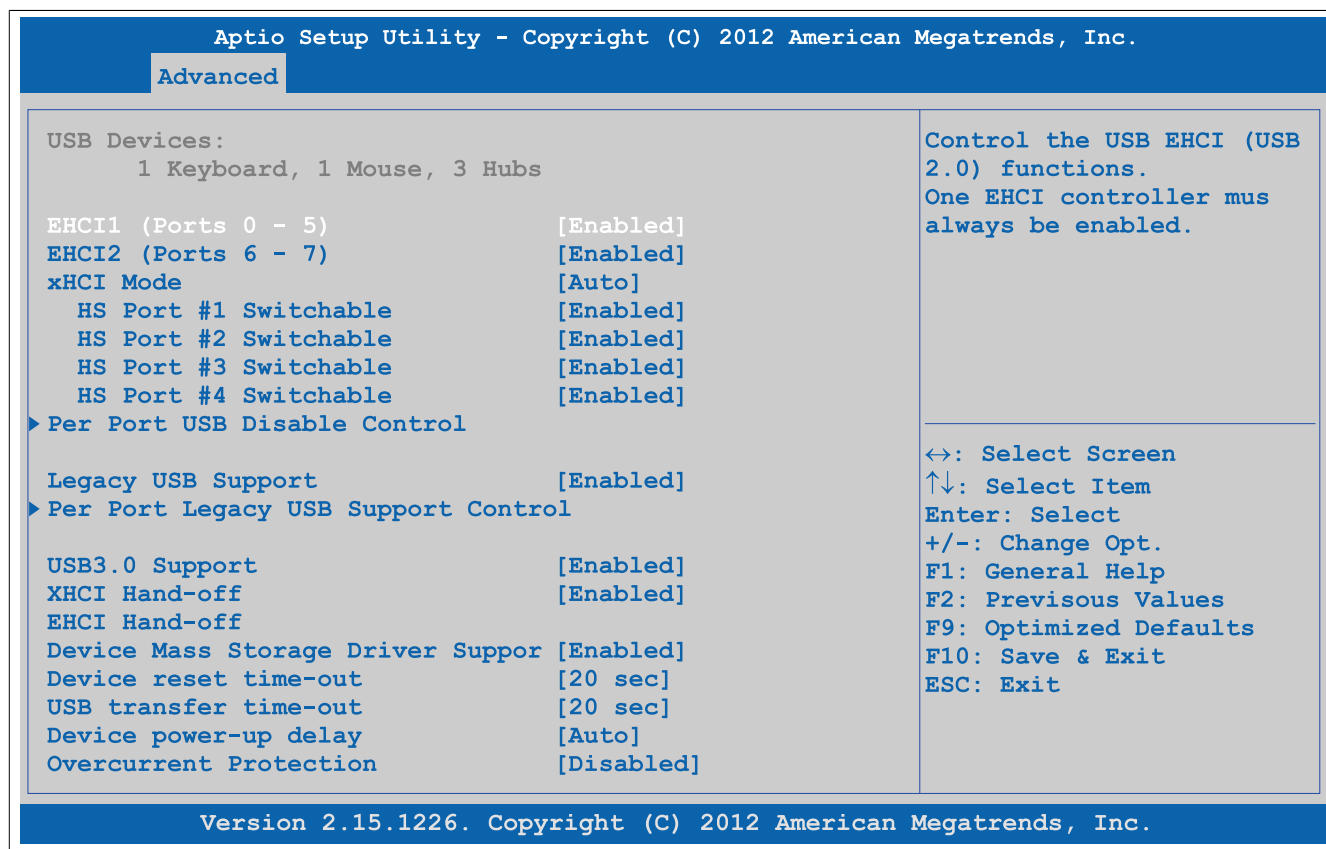 Aptio Setup Utility - Copyright (C) 2012 American Megatrends, Inc.
Advanced
USB Devices:
1 Keyboard, 1 Mouse, 3 Hubs
EHCI1 (Ports 0 - 5) [Enabled]
EHCI2 (Ports 6 - 7) [Enabled]
xHCI Mode [Auto]
HS Port #1 Switchable [Enabled]
HS Port #2 Switchable [Enabled]
HS Port #3 Switchable [Enabled]
HS Port #4 Switchable [Enabled]
Per Port USB Disable Control
Legacy USB Support [Enabled]
Per Port Legacy USB Support Control
USB3.0 Support [Enabled]
XHCI Hand-off [Enabled]
EHCI Hand-off
Device Mass Storage Driver Suppor [Enabled]
Device reset time-out [20 sec]
USB transfer time-out [20 sec]
Device power-up delay [Auto]
Overcurrent Protection [Disabled]
Control the USB EHCI (USB
2.0) functions.
One EHCI controller mus
always be enabled.
↔: Select Screen
↑↓: Select Item
Enter: Select
+/-: Change Opt.
F1: General Help
F2: Previsous Values
F9: Optimized Defaults
F10: Save & Exit
ESC: Exit
Version 2.15.1226. Copyright (C) 2012 American Megatrends, Inc.